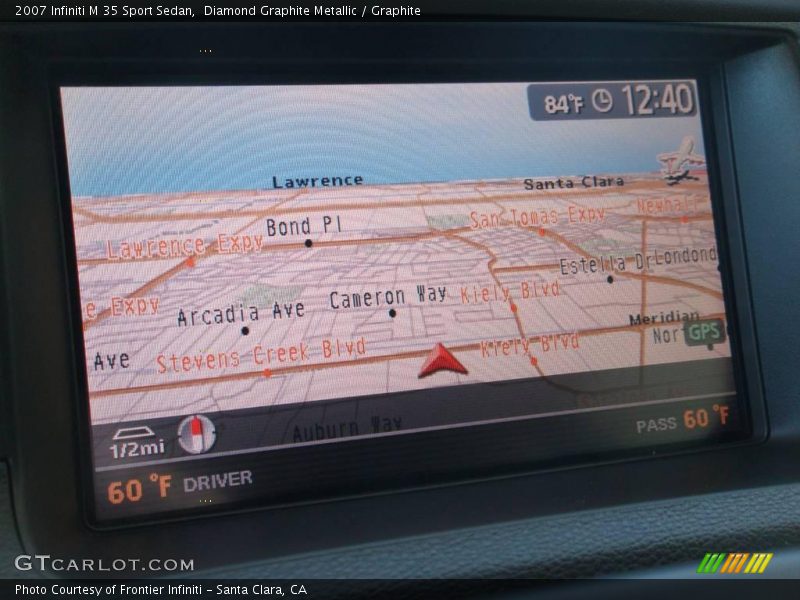 2007 Infiniti M 35 Sport Sedan,  Diamond Graphite Metallic / Graphite
84°F 12:40
Lawrence
Santa Clara
Bond Pl
San Tomas Expy
Newhall
Lawrence Expy
Estella Dr
Londond
e Expy
Arcadia Ave
Cameron Way
Kiely Blvd
Meridian
Nort
GPS
Ave
Stevens Creek Blvd
Kiely Blvd
Auburn Way
1/2mi
PASS 60°F
60°F DRIVER
GTCARLOT.COM
Photo Courtesy of Frontier Infiniti - Santa Clara, CA